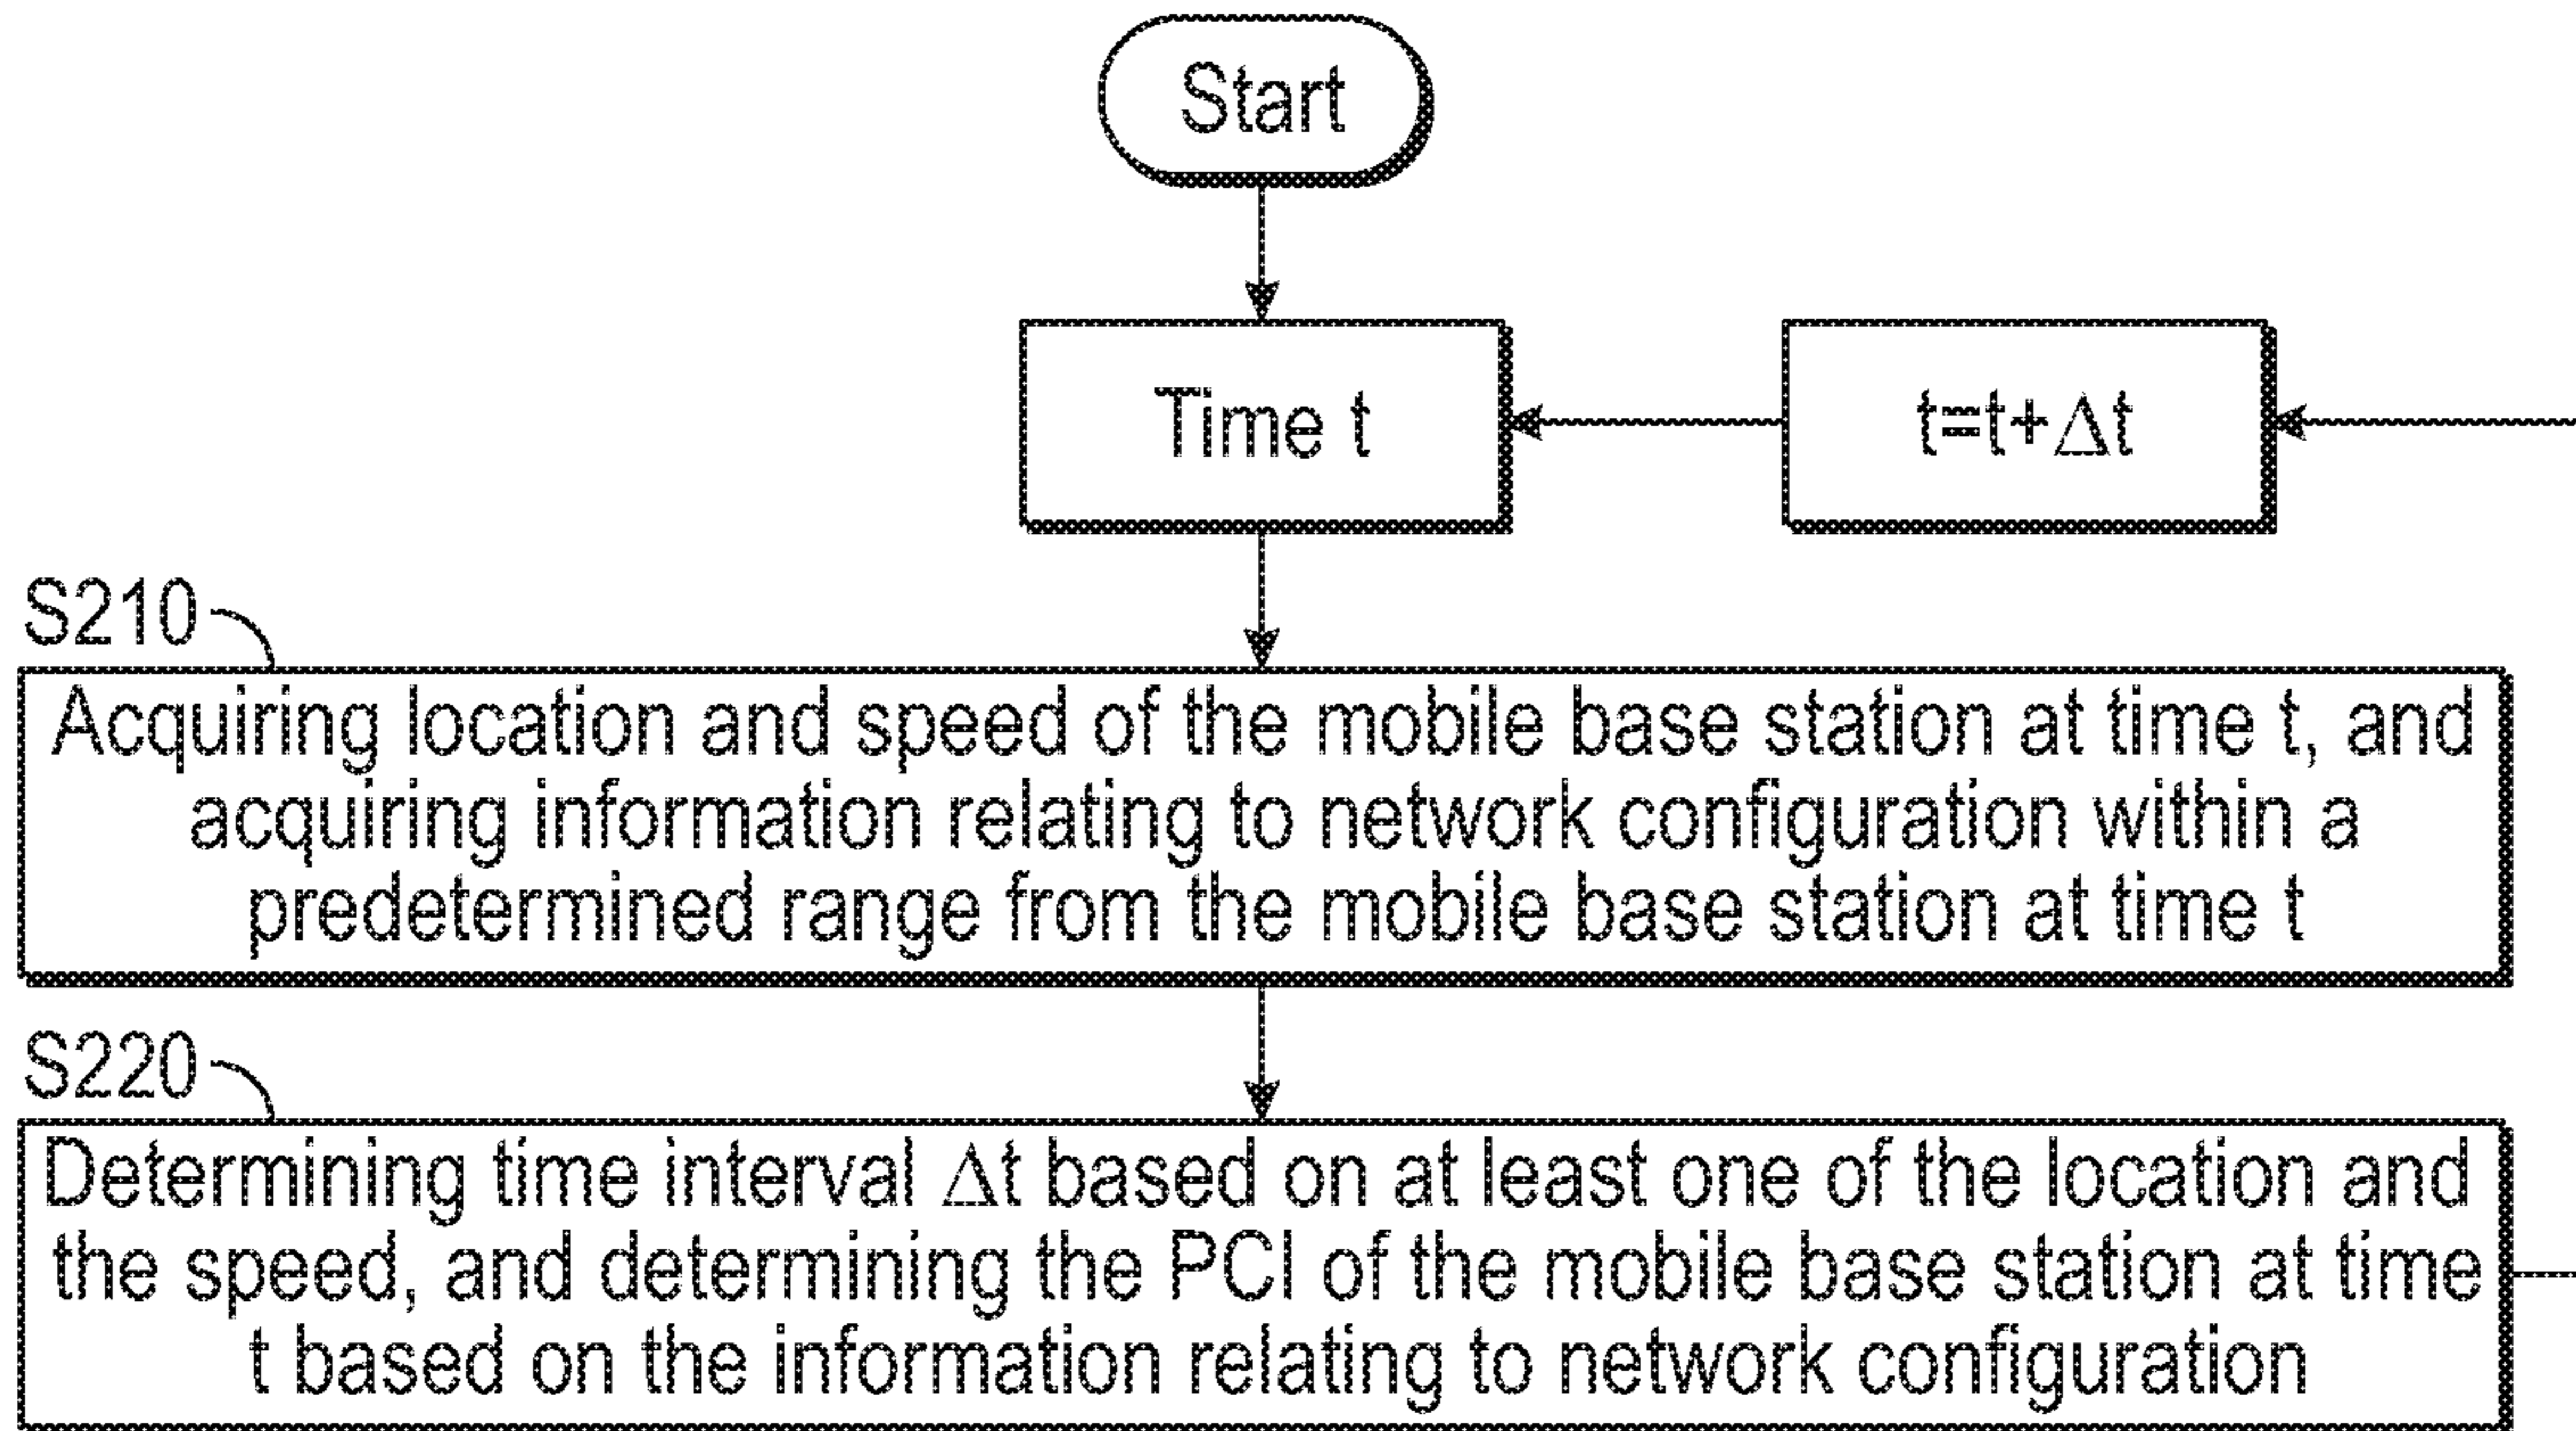 Start
Time t
t=t+Δt
S210
Acquiring location and speed of the mobile base station at time t, and
acquiring information relating to network configuration within a
predetermined range from the mobile base station at time t
S220
Determining time interval Δt based on at least one of the location and
the speed, and determining the PCI of the mobile base station at time
t based on the information relating to network configuration